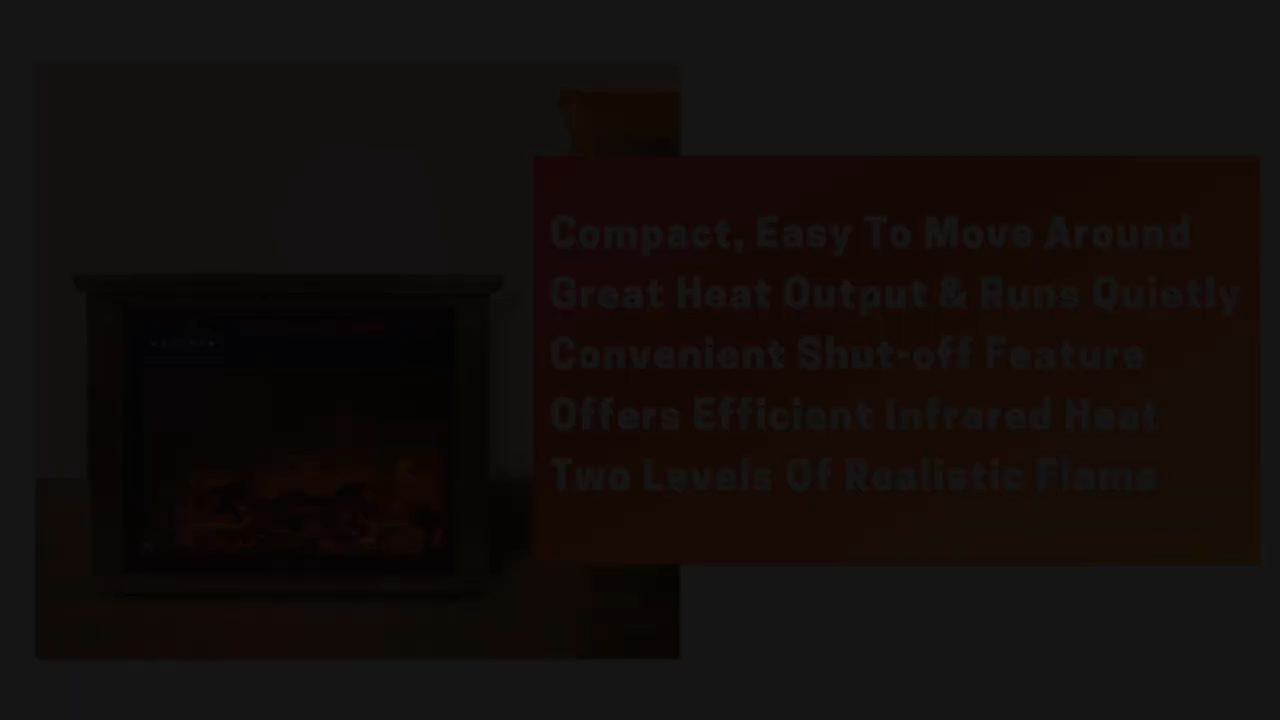 Compact, Easy To Move Around
Great Heat Output & Runs Quietly
Convenient Shut-off Feature
Offers Efficient Infrared Heat
Two Levels Of Realistic Flame